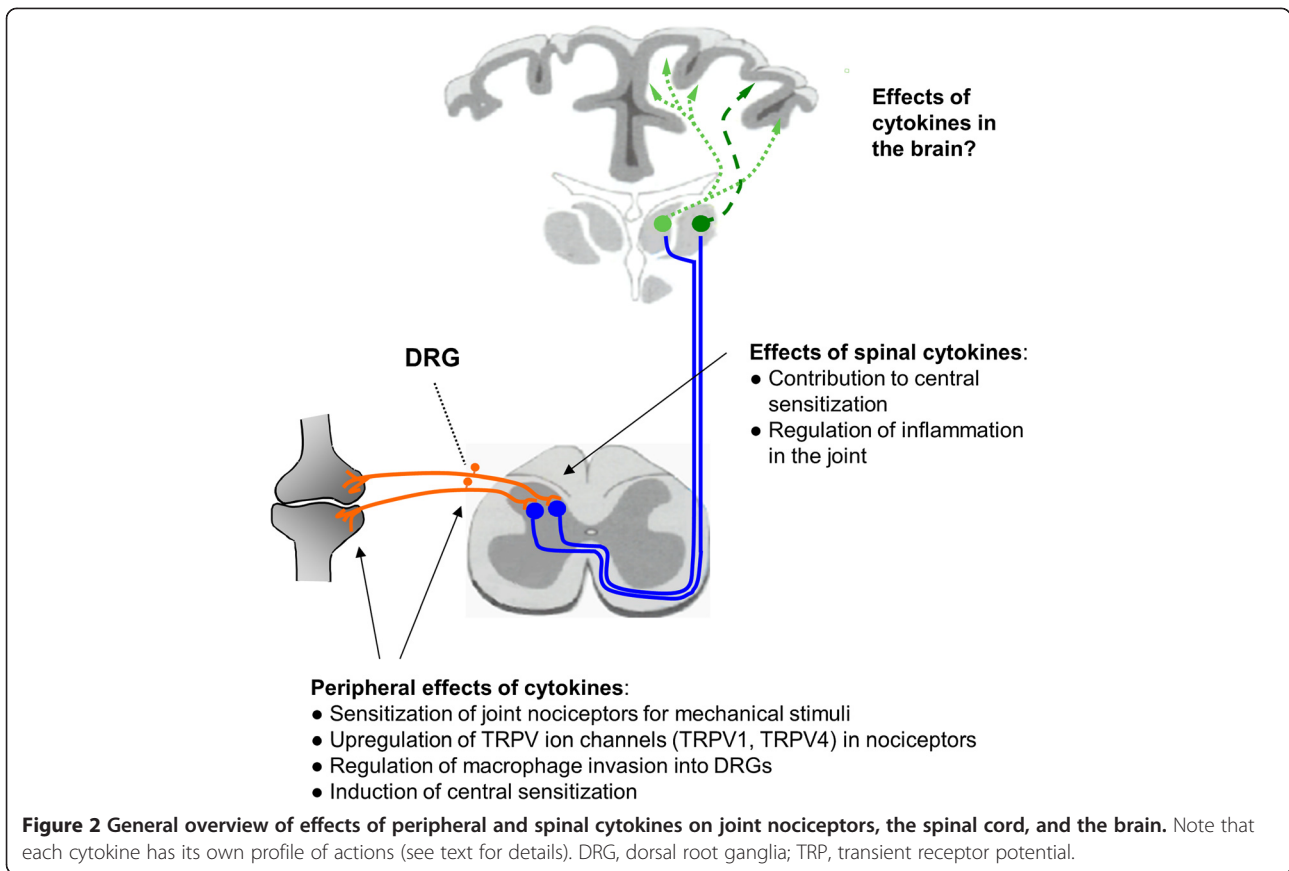 Effects of
cytokines in
the brain?
DRG
Effects of spinal cytokines:
● Contribution to central
sensitization
● Regulation of inflammation
in the joint
Peripheral effects of cytokines:
● Sensitization of joint nociceptors for mechanical stimuli
● Upregulation of TRPV ion channels (TRPV1, TRPV4) in nociceptors
● Regulation of macrophage invasion into DRGs
● Induction of central sensitization
Figure 2 General overview of effects of peripheral and spinal cytokines on joint nociceptors, the spinal cord, and the brain. Note that
each cytokine has its own profile of actions (see text for details). DRG, dorsal root ganglia; TRP, transient receptor potential.